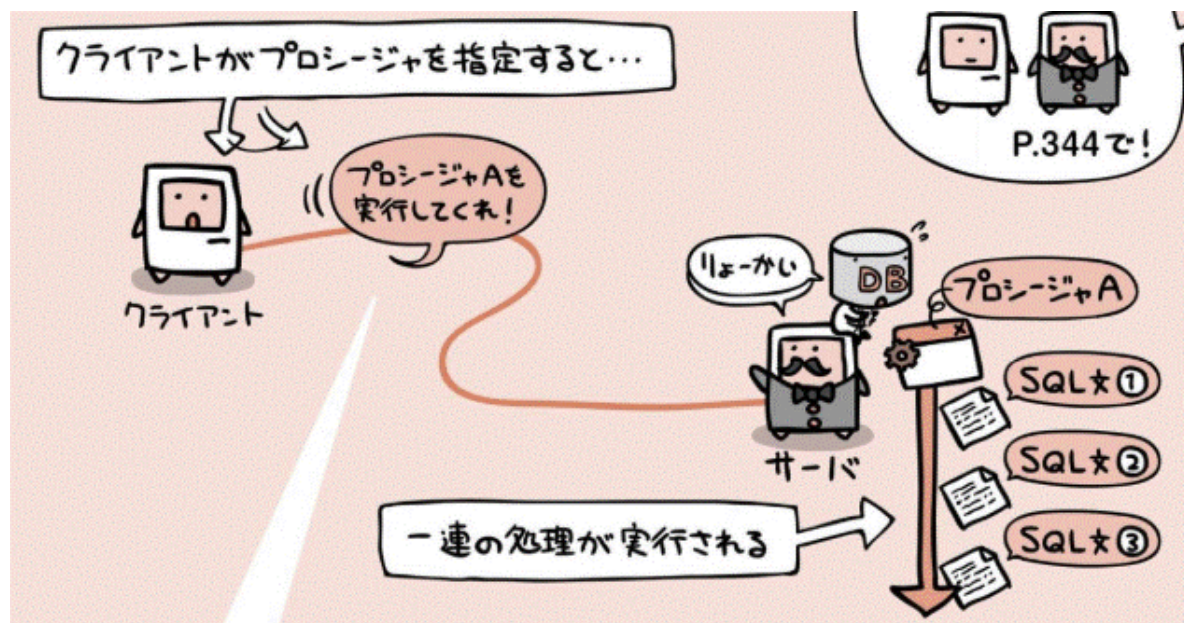 クライアントがプロシージャを指定すると…
P.344で!
プロシージャAを
実行してくれ!
クライアント
りょーかい
DB
プロシージャA
サーバ
SQL文①
SQL文②
SQL文③
一連の処理が実行される